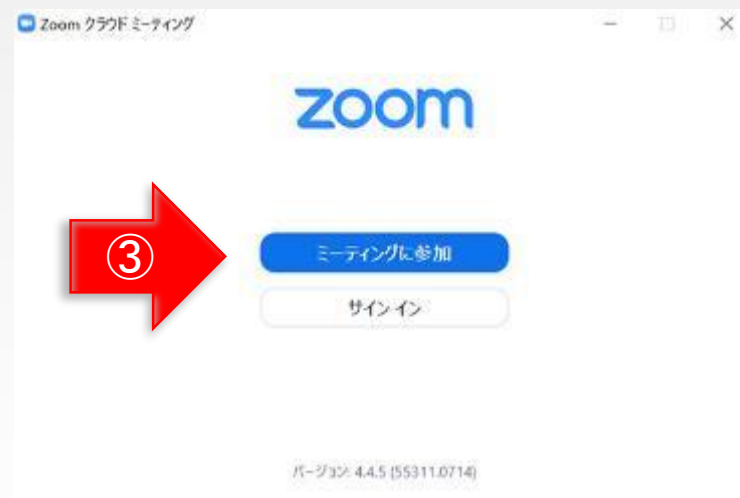 Zoom クラウド ミーティング
zoom
③
ミーティングに参加
サインイン
バージョン: 4.4.5 (55311.0714)